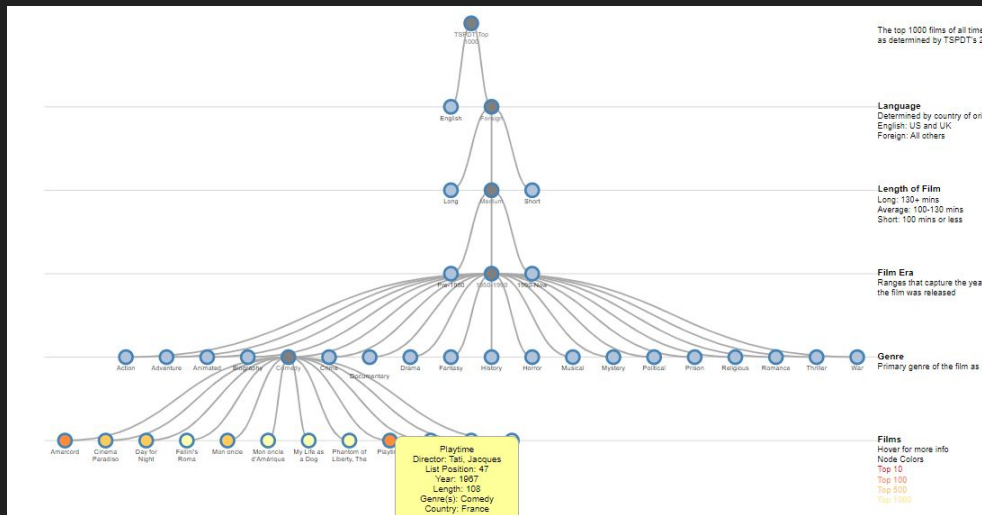 TSPDT Top
1000
The top 1000 films of all time
as determined by TSPDT's 2
English
Foreign
Language
Determined by country of ori
English: US and UK
Foreign: All others
Long
Medium
Short
Length of Film
Long: 130+ mins
Average: 100-130 mins
Short: 100 mins or less
Pre-1950
1950-1990
1990-Now
Film Era
Ranges that capture the yea
the film was released
Action
Adventure
Animated
Biography
Comedy
Crime
Documentary
Drama
Fantasy
History
Horror
Musical
Mystery
Political
Prison
Religious
Romance
Thriller
War
Genre
Primary genre of the film as
Amarcord
Cinema
Paradiso
Day for
Night
Fellini's
Roma
Mon oncle
Mon oncle
d'Amérique
My Life as
a Dog
Phantom of
Liberty, The
Playti
Playtime
Director: Tati, Jacques
List Position: 47
Year: 1967
Length: 108
Genre(s): Comedy
Country: France
Films
Hover for more info
Node Colors
Top 10
Top 100
Top 500
Top 1000